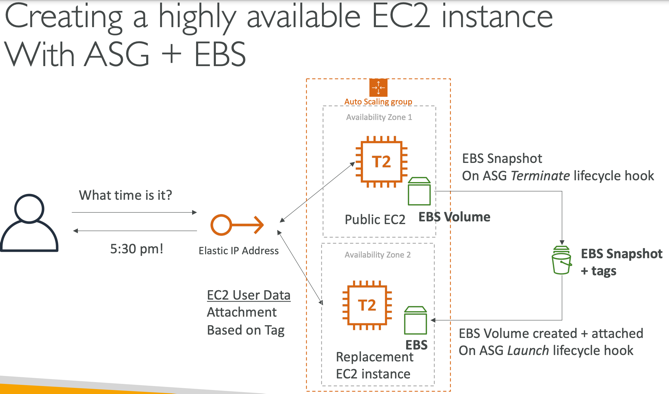 Creating a highly available EC2 instance
With ASG + EBS
Auto Scaling group
Availability Zone 1
T2
Public EC2
EBS Volume
EBS Snapshot
On ASG Terminate lifecycle hook
What time is it?
5:30 pm!
Elastic IP Address
EBS Snapshot
+ tags
Availability Zone 2
T2
EBS
Replacement
EC2 instance
EC2 User Data
Attachment
Based on Tag
EBS Volume created + attached
On ASG Launch lifecycle hook